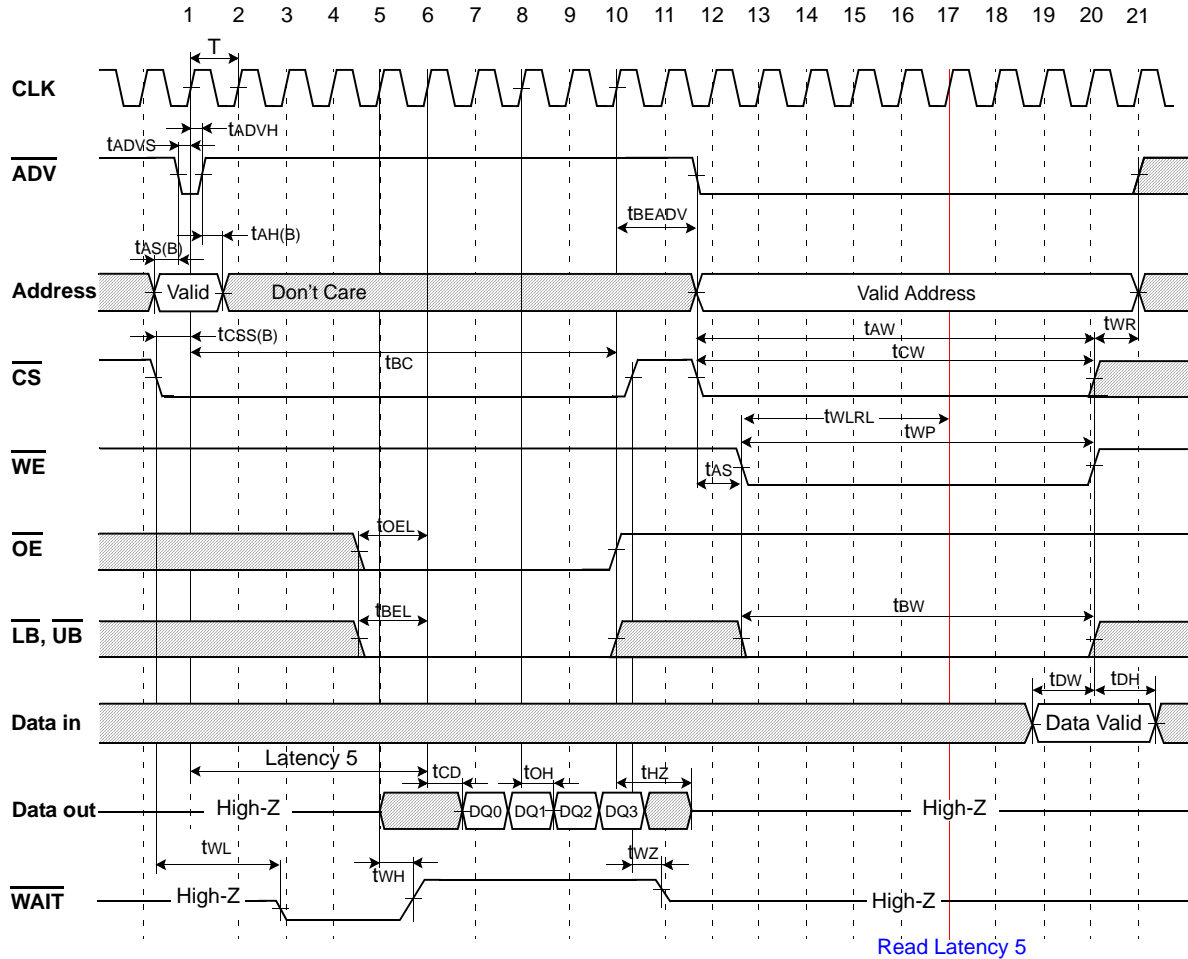 1 2 3 4 5 6 7 8 9 10 11 12 13 14 15 16 17 18 19 20 21
T
CLK
tADVH
tADVS
ADV
tBEADV
tAH(B)
tAS(B)
Address Valid Don't Care Valid Address
tCSS(B) tAW tWR
tBC tCW
CS
tWLRL
tWP
WE
tAS
tOEL
OE
tBEL tBW
LB, UB
tDW tDH
Data in Data Valid
Latency 5 tCD tOH tHZ
Data out High-Z DQ0 DQ1 DQ2 DQ3 High-Z
tWL tWH tWZ
WAIT High-Z High-Z
Read Latency 5